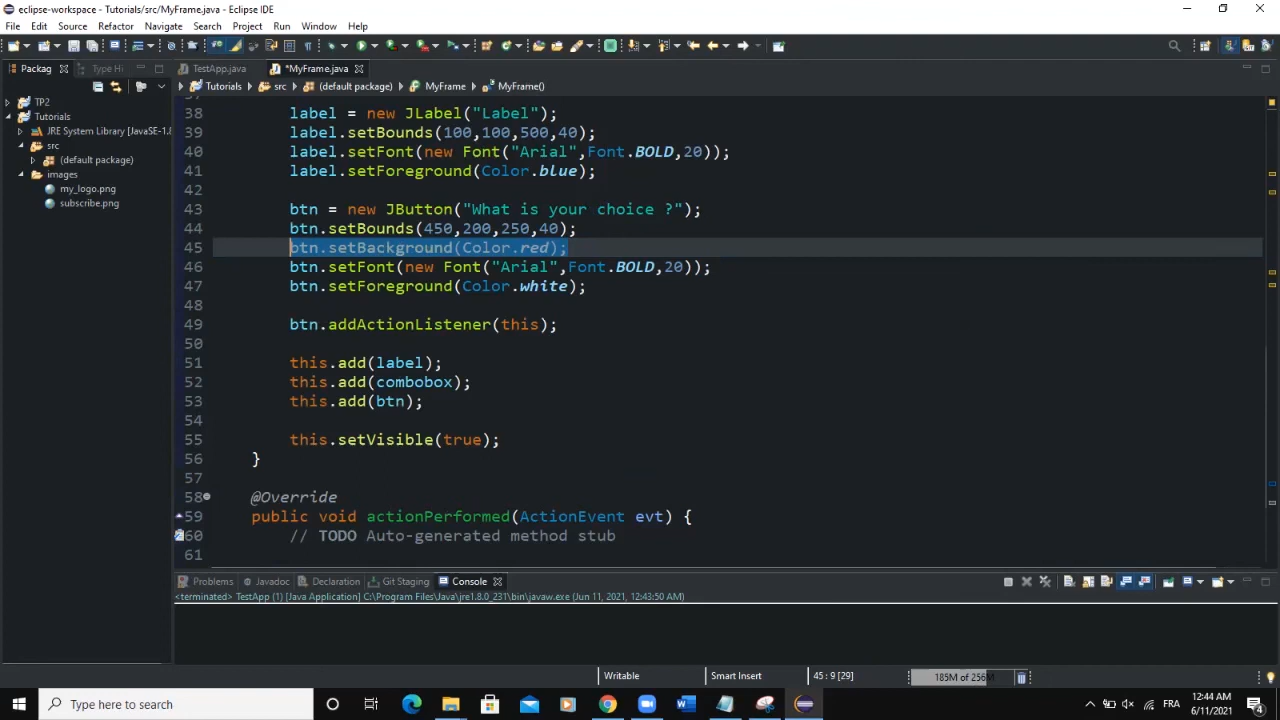 eclipse-workspace - Tutorials/src/MyFrame.java - Eclipse IDE
File Edit Source Refactor Navigate Search Project Run Window Help
Packag Type Hi TestApp.java *MyFrame.java
Tutorials src (default package) MyFrame MyFrame()
TP2
Tutorials
JRE System Library [JavaSE-1.8
src
(default package)
images
my_logo.png
subscribe.png
37
38 label = new JLabel("Label");
39 label.setBounds(100,100,500,40);
40 label.setFont(new Font("Arial",Font.BOLD,20));
41 label.setForeground(Color.blue);
42
43 btn = new JButton("What is your choice ?");
44 btn.setBounds(450,200,250,40);
45 btn.setBackground(Color.red);
46 btn.setFont(new Font("Arial",Font.BOLD,20));
47 btn.setForeground(Color.white);
48
49 btn.addActionListener(this);
50
51 this.add(label);
52 this.add(combobox);
53 this.add(btn);
54
55 this.setVisible(true);
56 }
57
58 @Override
59 public void actionPerformed(ActionEvent evt) {
60 // TODO Auto-generated method stub
61
Problems Javadoc Declaration Git Staging Console
<terminated> TestApp (1) [Java Application] C:\Program Files\Java\jre1.8.0_231\bin\javaw.exe (Jun 11, 2021, 12:43:50 AM)
Writable Smart Insert 45 : 9 [29] 185M of 256M
Type here to search
FRA
12:44 AM
6/11/2021
4